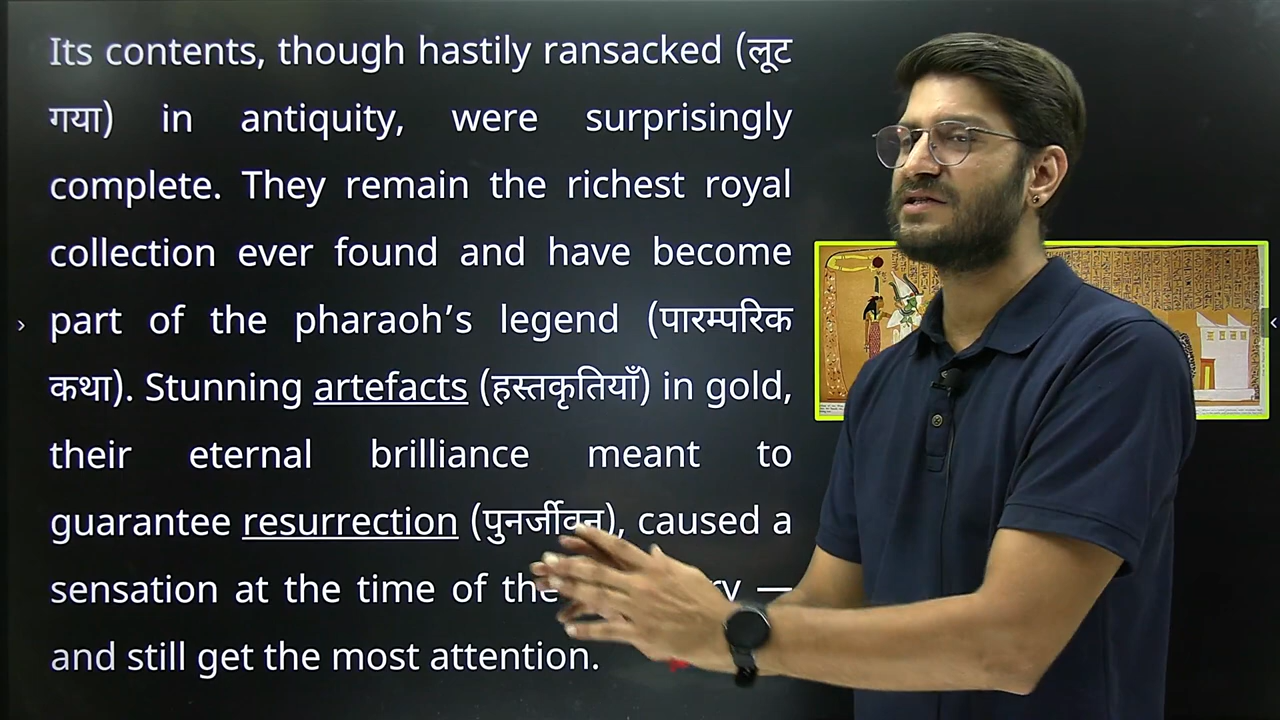 Its contents, though hastily ransacked (लूट
गया) in antiquity, were surprisingly
complete. They remain the richest royal
collection ever found and have become
part of the pharaoh’s legend (पारम्परिक
कथा). Stunning artefacts (हस्तकृतियाँ) in gold,
their eternal brilliance meant to
guarantee resurrection (पुनर्जीवन), caused a
sensation at the time of the —
and still get the most attention.